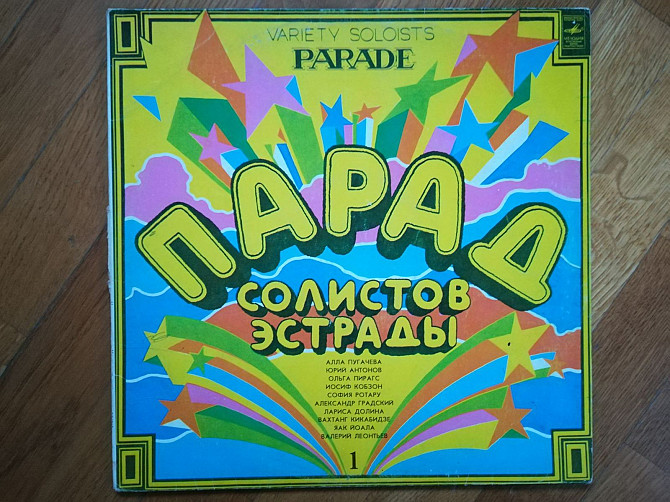 VARIETY SOLOISTS
PARADE
ПАРАД
СОЛИСТОВ
ЭСТРАДЫ
АЛЛА ПУГАЧЕВА
ЮРИЙ АНТОНОВ
ОЛЬГА ПИРАГС
ИОСИФ КОБЗОН
СОФИЯ РОТАРУ
АЛЕКСАНДР ГРАДСКИЙ
ЛАРИСА ДОЛИНА
ВАХТАНГ КИКАБИДЗЕ
ЯАК ЙОАЛА
ВАЛЕРИЙ ЛЕОНТЬЕВ
1